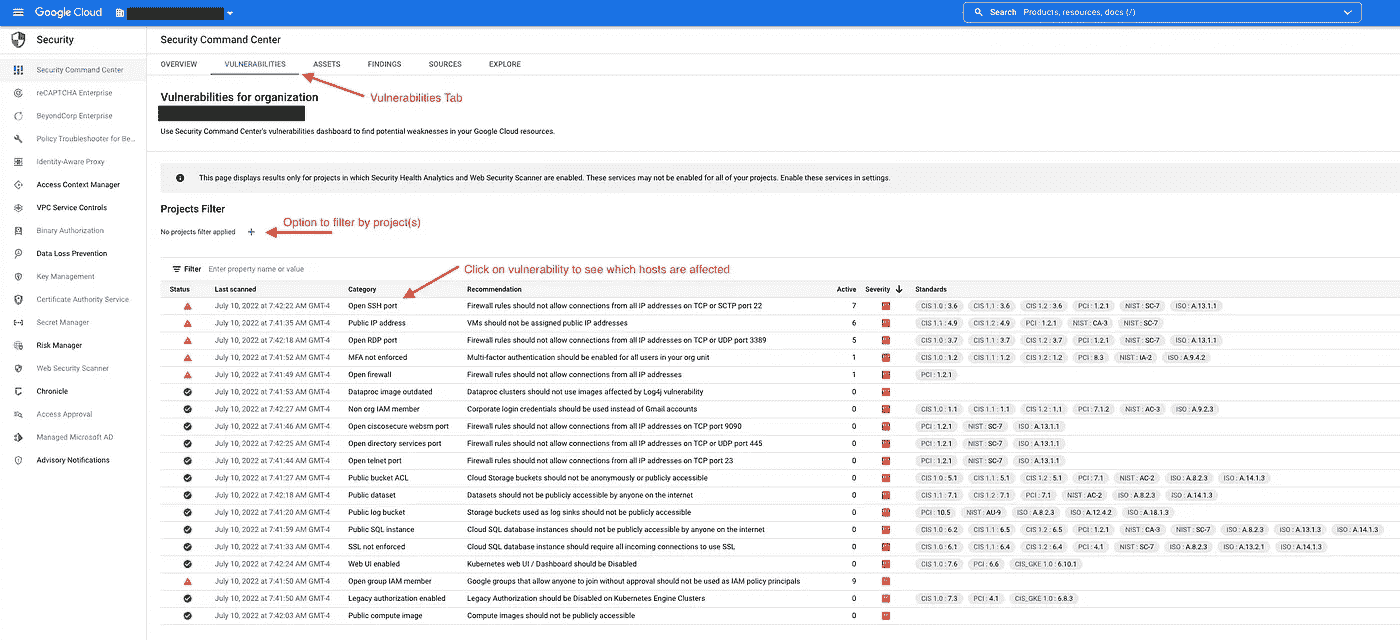 Google Cloud
Search Products, resources, docs (/)
Security
Security Command Center
reCAPTCHA Enterprise
BeyondCorp Enterprise
Policy Troubleshooter for Be...
Identity-Aware Proxy
Access Context Manager
VPC Service Controls
Binary Authorization
Data Loss Prevention
Key Management
Certificate Authority Service
Secret Manager
Risk Manager
Web Security Scanner
Chronicle
Access Approval
Managed Microsoft AD
Advisory Notifications
Security Command Center
OVERVIEW VULNERABILITIES ASSETS FINDINGS SOURCES EXPLORE
Vulnerabilities Tab
Vulnerabilities for organization
Use Security Command Center's vulnerabilities dashboard to find potential weaknesses in your Google Cloud resources.
This page displays results only for projects in which Security Health Analytics and Web Security Scanner are enabled. These services may not be enabled for all of your projects. Enable these services in settings.
Projects Filter
Option to filter by project(s)
No projects filter applied +
Filter Enter property name or value
Click on vulnerability to see which hosts are affected
Status Last scanned Category Recommendation Active Severity Standards
July 10, 2022 at 7:42:22 AM GMT-4 Open SSH port Firewall rules should not allow connections from all IP addresses on TCP or SCTP port 22 7 CIS 1.0 : 3.6 CIS 1.1 : 3.6 CIS 1.2 : 3.6 PCI : 1.2.1 NIST : SC-7 ISO : A.13.1.1
July 10, 2022 at 7:41:35 AM GMT-4 Public IP address VMs should not be assigned public IP addresses 6 CIS 1.1 : 4.9 CIS 1.2 : 4.9 PCI : 1.2.1 NIST : CA-3 NIST : SC-7
July 10, 2022 at 7:42:18 AM GMT-4 Open RDP port Firewall rules should not allow connections from all IP addresses on TCP or UDP port 3389 5 CIS 1.0 : 3.7 CIS 1.1 : 3.7 CIS 1.2 : 3.7 PCI : 1.2.1 NIST : SC-7 ISO : A.13.1.1
July 10, 2022 at 7:41:52 AM GMT-4 MFA not enforced Multi-factor authentication should be enabled for all users in your org unit 1 CIS 1.0 : 1.2 CIS 1.1 : 1.2 CIS 1.2 : 1.2 PCI : 8.3 NIST : IA-2 ISO : A.9.4.2
July 10, 2022 at 7:41:49 AM GMT-4 Open firewall Firewall rules should not allow connections from all IP addresses 1 PCI : 1.2.1
July 10, 2022 at 7:41:53 AM GMT-4 Dataproc image outdated Dataproc clusters should not use images affected by Log4j vulnerability 0
July 10, 2022 at 7:42:27 AM GMT-4 Non org IAM member Corporate login credentials should be used instead of Gmail accounts 0 CIS 1.0 : 1.1 CIS 1.1 : 1.1 CIS 1.2 : 1.1 PCI : 7.1.2 NIST : AC-3 ISO : A.9.2.3
July 10, 2022 at 7:41:46 AM GMT-4 Open ciscosecure websm port Firewall rules should not allow connections from all IP addresses on TCP port 9090 0 PCI : 1.2.1 NIST : SC-7 ISO : A.13.1.1
July 10, 2022 at 7:42:25 AM GMT-4 Open directory services port Firewall rules should not allow connections from all IP addresses on TCP or UDP port 445 0 PCI : 1.2.1 NIST : SC-7 ISO : A.13.1.1
July 10, 2022 at 7:41:44 AM GMT-4 Open telnet port Firewall rules should not allow connections from all IP addresses on TCP port 23 0 PCI : 1.2.1 NIST : SC-7 ISO : A.13.1.1
July 10, 2022 at 7:41:27 AM GMT-4 Public bucket ACL Cloud Storage buckets should not be anonymously or publicly accessible 0 CIS 1.0 : 5.1 CIS 1.1 : 5.1 CIS 1.2 : 5.1 PCI : 7.1 NIST : AC-2 ISO : A.8.2.3 ISO : A.14.1.3
July 10, 2022 at 7:42:18 AM GMT-4 Public dataset Datasets should not be publicly accessible by anyone on the internet 0 CIS 1.1 : 7.1 CIS 1.2 : 7.1 PCI : 7.1 NIST : AC-2 ISO : A.8.2.3 ISO : A.14.1.3
July 10, 2022 at 7:41:20 AM GMT-4 Public log bucket Storage buckets used as log sinks should not be publicly accessible 0 PCI : 10.5 NIST : AU-9 ISO : A.8.2.3 ISO : A.12.4.2 ISO : A.18.1.3
July 10, 2022 at 7:41:59 AM GMT-4 Public SQL instance Cloud SQL database instances should not be publicly accessible by anyone on the internet 0 CIS 1.0 : 6.2 CIS 1.1 : 6.5 CIS 1.2 : 6.5 PCI : 1.2.1 NIST : CA-3 NIST : SC-7 ISO : A.8.2.3 ISO : A.13.1.3 ISO : A.14.1.3
July 10, 2022 at 7:41:33 AM GMT-4 SSL not enforced Cloud SQL database instance should require all incoming connections to use SSL 0 CIS 1.0 : 6.1 CIS 1.1 : 6.4 CIS 1.2 : 6.4 PCI : 4.1 NIST : SC-7 ISO : A.8.2.3 ISO : A.13.2.1 ISO : A.14.1.3
July 10, 2022 at 7:42:24 AM GMT-4 Web UI enabled Kubernetes web UI / Dashboard should be Disabled 0 CIS 1.0 : 7.6 PCI : 6.6 CIS_GKE 1.0 : 6.10.1
July 10, 2022 at 7:41:50 AM GMT-4 Open group IAM member Google groups that allow anyone to join without approval should not be used as IAM policy principals 9
July 10, 2022 at 7:41:50 AM GMT-4 Legacy authorization enabled Legacy Authorization should be Disabled on Kubernetes Engine Clusters 0 CIS 1.0 : 7.3 PCI : 4.1 CIS_GKE 1.0 : 6.8.3
July 10, 2022 at 7:42:03 AM GMT-4 Public compute image Compute images should not be publicly accessible 0